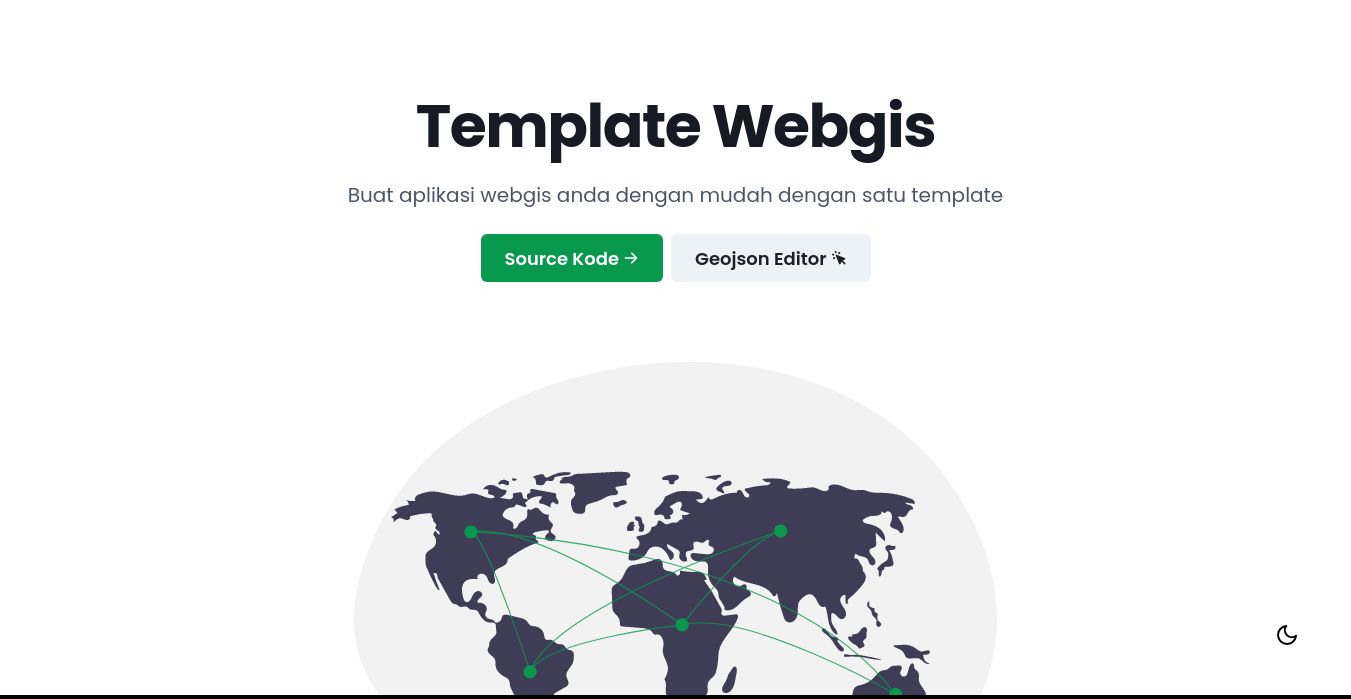 Template Webgis
Buat aplikasi webgis anda dengan mudah dengan satu template
Source Kode →
Geojson Editor